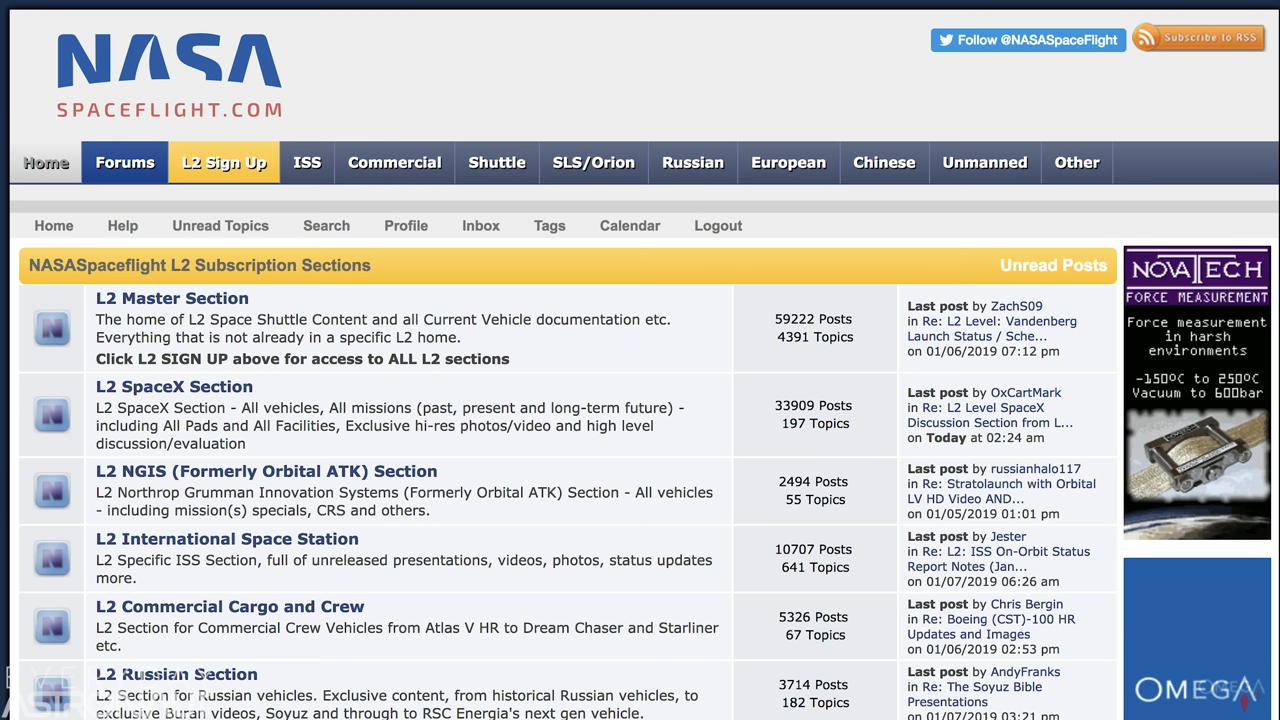 NASA
SPACEFLIGHT.COM
Follow @NASASpaceFlight
Subscribe to RSS
Home Forums L2 Sign Up ISS Commercial Shuttle SLS/Orion Russian European Chinese Unmanned Other
Home Help Unread Topics Search Profile Inbox Tags Calendar Logout
NASASpaceflight L2 Subscription Sections
Unread Posts
L2 Master Section
The home of L2 Space Shuttle Content and all Current Vehicle documentation etc.
Everything that is not already in a specific L2 home.
Click L2 SIGN UP above for access to ALL L2 sections
59222 Posts
4391 Topics
Last post by ZachS09
in Re: L2 Level: Vandenberg
Launch Status / Sche...
on 01/06/2019 07:12 pm
L2 SpaceX Section
L2 SpaceX Section - All vehicles, All missions (past, present and long-term future) -
including All Pads and All Facilities, Exclusive hi-res photos/video and high level
discussion/evaluation
33909 Posts
197 Topics
Last post by OxCartMark
in Re: L2 Level SpaceX
Discussion Section from L...
on Today at 02:24 am
L2 NGIS (Formerly Orbital ATK) Section
L2 Northrop Grumman Innovation Systems (Formerly Orbital ATK) Section - All vehicles
- including mission(s) specials, CRS and others.
2494 Posts
55 Topics
Last post by russianhalo117
in Re: Stratolaunch with Orbital
LV HD Video AND...
on 01/05/2019 01:01 pm
L2 International Space Station
L2 Specific ISS Section, full of unreleased presentations, videos, photos, status updates
more.
10707 Posts
641 Topics
Last post by Jester
in Re: L2: ISS On-Orbit Status
Report Notes (Jan...
on 01/07/2019 06:26 am
L2 Commercial Cargo and Crew
L2 Section for Commercial Crew Vehicles from Atlas V HR to Dream Chaser and Starliner
etc.
5326 Posts
67 Topics
Last post by Chris Bergin
in Re: Boeing (CST)-100 HR
Updates and Images
on 01/06/2019 02:53 pm
L2 Russian Section
L2 Section for Russian vehicles. Exclusive content, from historical Russian vehicles, to
exclusive Buran videos, Soyuz and through to RSC Energia's next gen vehicle.
3714 Posts
182 Topics
Last post by AndyFranks
in Re: The Soyuz Bible
Presentations
on 01/07/2019 03:21 pm
NOVATECH
FORCE MEASUREMENT
Force measurement
in harsh
environments
-150ºC to 250ºC
Vacuum to 600bar
OMEGA